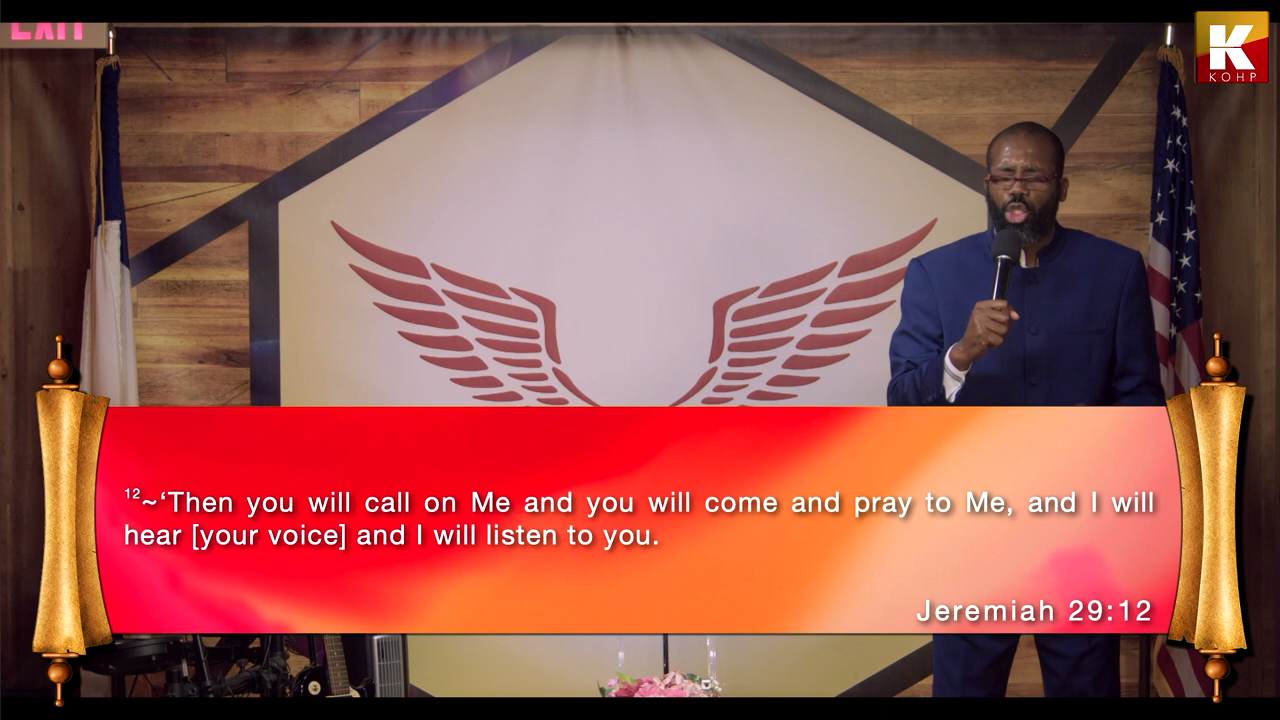 EXIT
K
KOHP
12~‘Then you will call on Me and you will come and pray to Me, and I will
hear [your voice] and I will listen to you.
Jeremiah 29:12